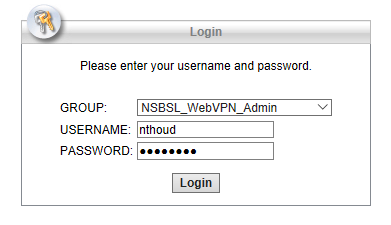 Login
Please enter your username and password.
GROUP: NSBSL_WebVPN_Admin
USERNAME: nthoud
PASSWORD: ●●●●●●●●
Login